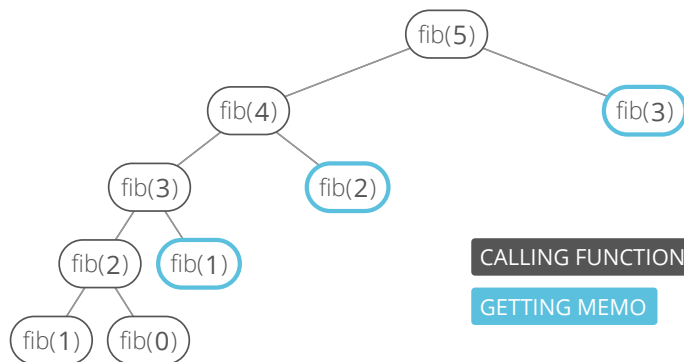 fib(5)
fib(4)
fib(3)
fib(3)
fib(2)
fib(2)
fib(1)
CALLING FUNCTION
GETTING MEMO
fib(1)
fib(0)